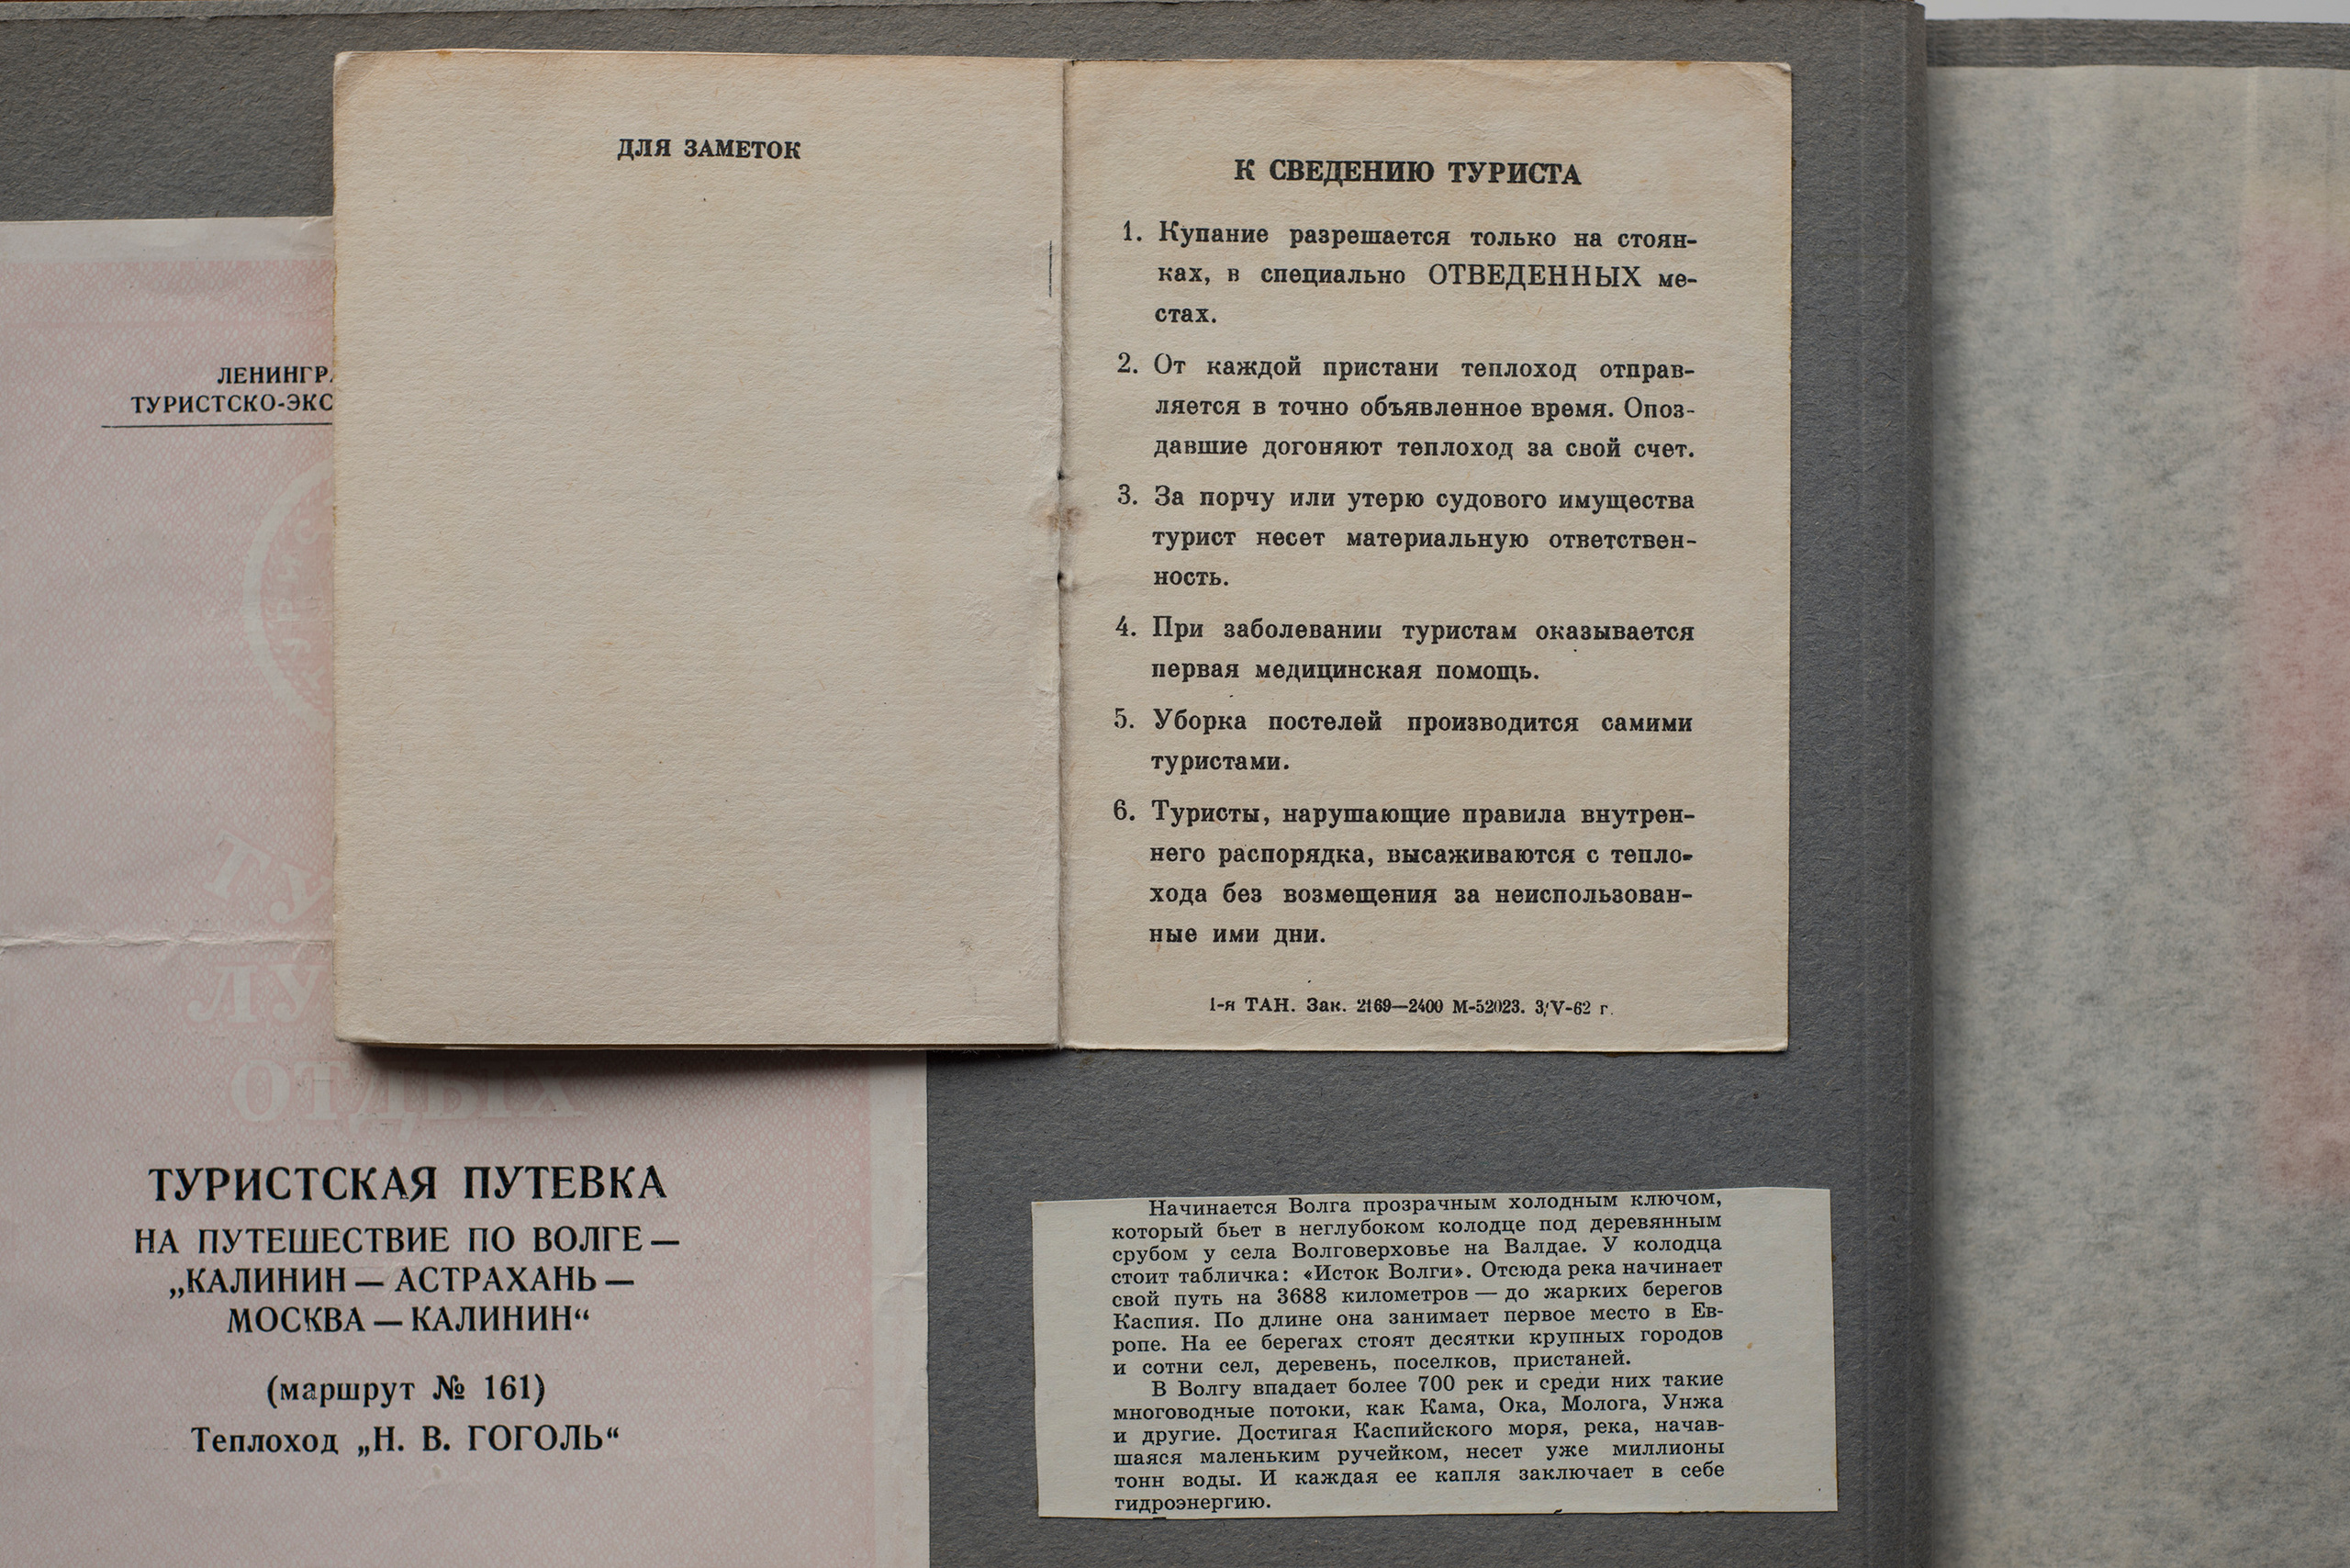 ДЛЯ ЗАМЕТОК
К СВЕДЕНИЮ ТУРИСТА
1. Купание разрешается только на стоян-
ках, в специально ОТВЕДЕННЫХ ме-
стах.
2. От каждой пристани теплоход отправ-
ляется в точно объявленное время. Опоз-
давшие догоняют теплоход за свой счет.
3. За порчу или утерю судового имущества
турист несет материальную ответствен-
ность.
4. При заболевании туристам оказывается
первая медицинская помощь.
5. Уборка постелей производится самими
туристами.
6. Туристы, нарушающие правила внутрен-
него распорядка, высаживаются с тепло-
хода без возмещения за неиспользован-
ные ими дни.
1-я ТАН. Зак. 2169—2400 М-52023. 3/V-62 г.
ЛЕНИНГР
ТУРИСТСКО-ЭКС
ТУ
ЛУ
ОТДЫХ
ТУРИСТСКАЯ ПУТЕВКА
НА ПУТЕШЕСТВИЕ ПО ВОЛГЕ —
„КАЛИНИН — АСТРАХАНЬ —
МОСКВА — КАЛИНИН“
(маршрут № 161)
Теплоход „Н. В. ГОГОЛЬ“
Начинается Волга прозрачным холодным ключом,
который бьет в неглубоком колодце под деревянным
срубом у села Волговерховье на Валдае. У колодца
стоит табличка: «Исток Волги». Отсюда река начинает
свой путь на 3688 километров — до жарких берегов
Каспия. По длине она занимает первое место в Ев-
ропе. На ее берегах стоят десятки крупных городов
и сотни сел, деревень, поселков, пристаней.
В Волгу впадает более 700 рек и среди них такие
многоводные потоки, как Кама, Ока, Молога, Унжа
и другие. Достигая Каспийского моря, река, начав-
шаяся маленьким ручейком, несет уже миллионы
тонн воды. И каждая ее капля заключает в себе
гидроэнергию.